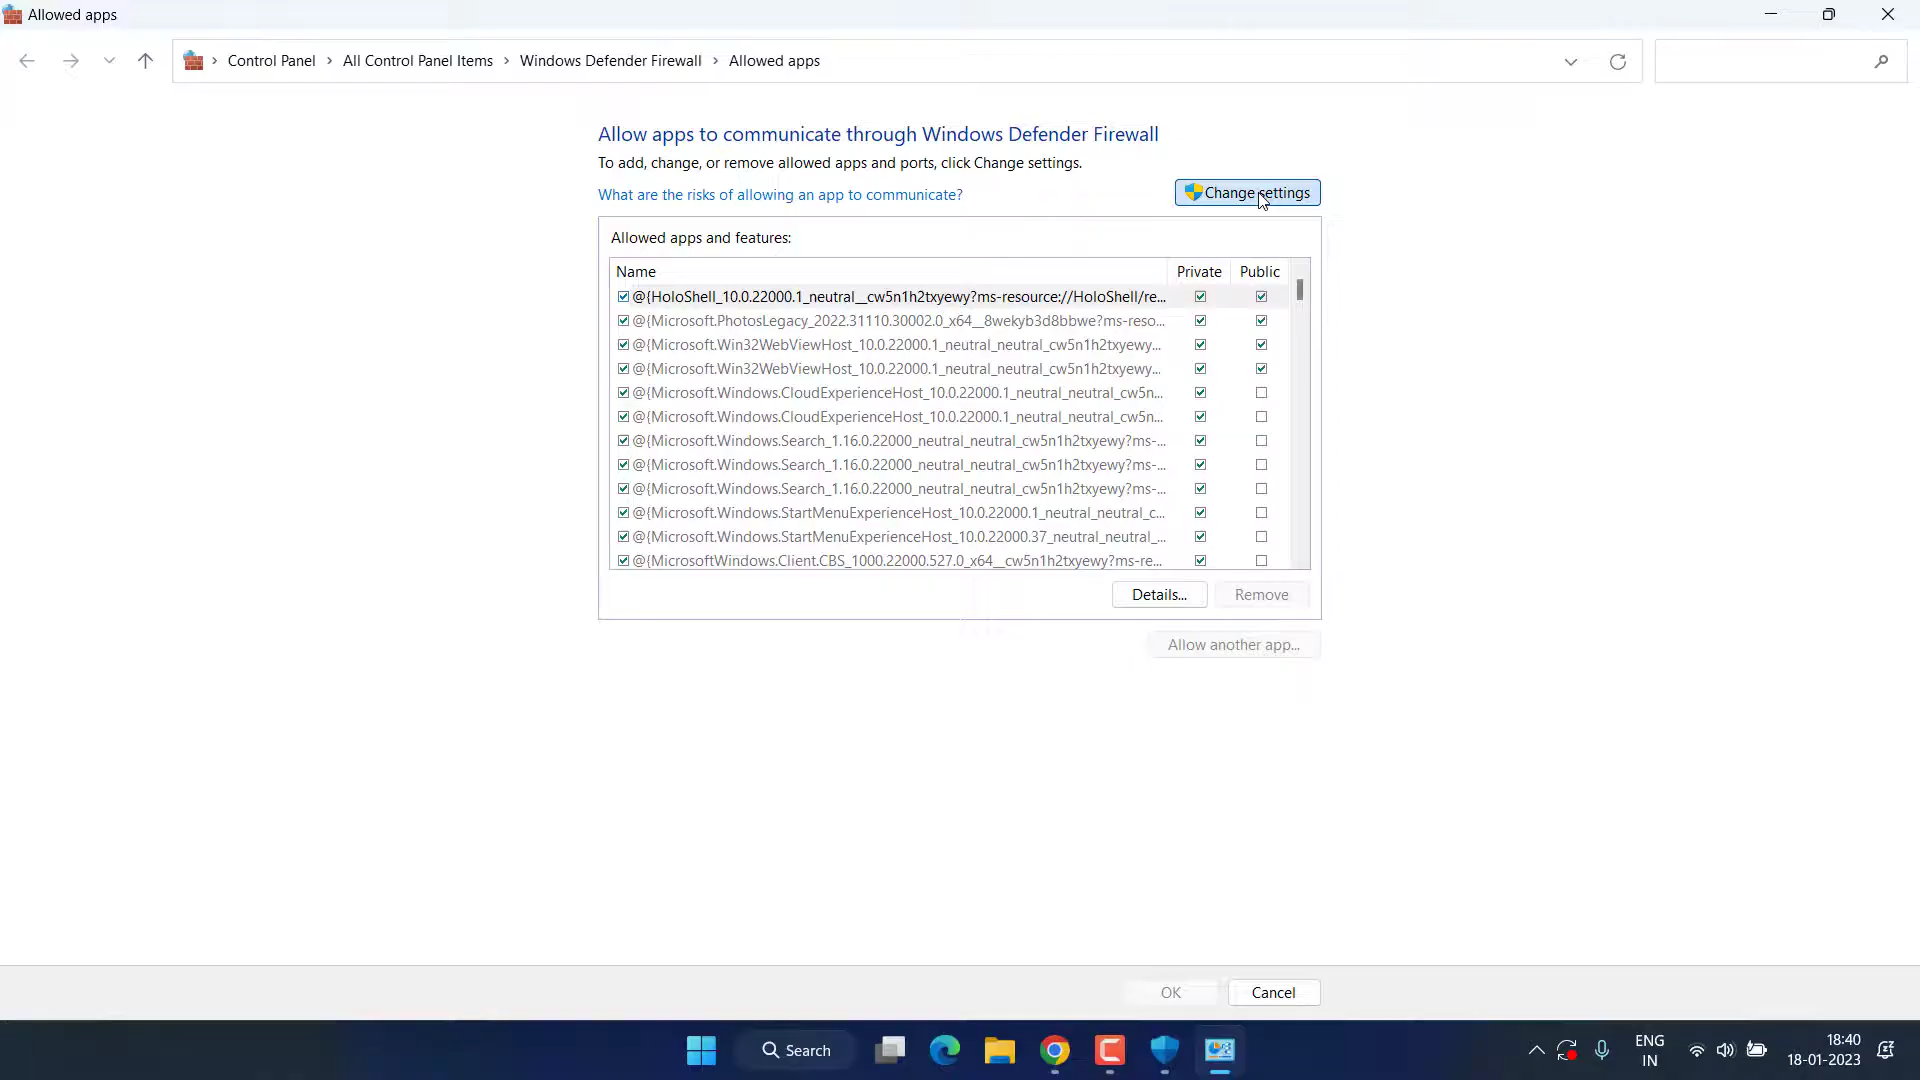 Allowed apps
Control Panel > All Control Panel Items > Windows Defender Firewall > Allowed apps
Allow apps to communicate through Windows Defender Firewall
To add, change, or remove allowed apps and ports, click Change settings.
What are the risks of allowing an app to communicate?
Change settings
Allowed apps and features:
Name Private Public
@{HoloShell_10.0.22000.1_neutral__cw5n1h2txyewy?ms-resource://HoloShell/re...
@{Microsoft.PhotosLegacy_2022.31110.30002.0_x64__8wekyb3d8bbwe?ms-reso...
@{Microsoft.Win32WebViewHost_10.0.22000.1_neutral_neutral_cw5n1h2txyewy...
@{Microsoft.Win32WebViewHost_10.0.22000.1_neutral_neutral_cw5n1h2txyewy...
@{Microsoft.Windows.CloudExperienceHost_10.0.22000.1_neutral_neutral_cw5n...
@{Microsoft.Windows.CloudExperienceHost_10.0.22000.1_neutral_neutral_cw5n...
@{Microsoft.Windows.Search_1.16.0.22000_neutral_neutral_cw5n1h2txyewy?ms-...
@{Microsoft.Windows.Search_1.16.0.22000_neutral_neutral_cw5n1h2txyewy?ms-...
@{Microsoft.Windows.Search_1.16.0.22000_neutral_neutral_cw5n1h2txyewy?ms-...
@{Microsoft.Windows.StartMenuExperienceHost_10.0.22000.1_neutral_neutral_c...
@{Microsoft.Windows.StartMenuExperienceHost_10.0.22000.37_neutral_neutral_...
@{MicrosoftWindows.Client.CBS_1000.22000.527.0_x64__cw5n1h2txyewy?ms-re...
Details... Remove
Allow another app...
OK Cancel
Search
ENG
IN
18:40
18-01-2023